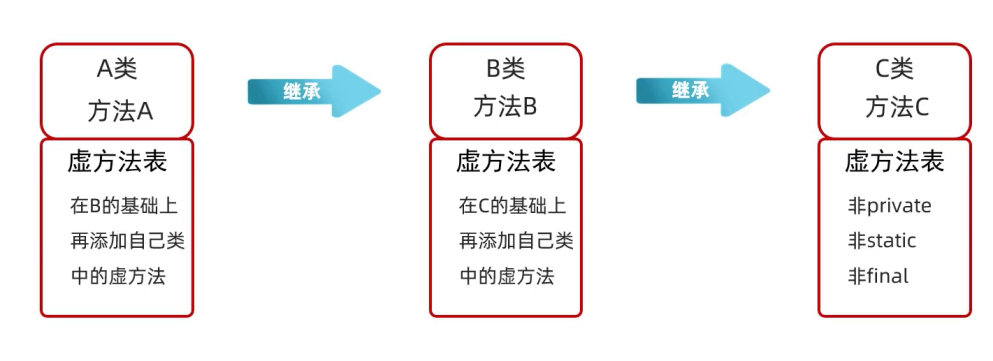 A类
方法A
虚方法表
在B的基础上
再添加自己类
中的虚方法
继承
B类
方法B
虚方法表
在C的基础上
再添加自己类
中的虚方法
继承
C类
方法C
虚方法表
非private
非static
非final